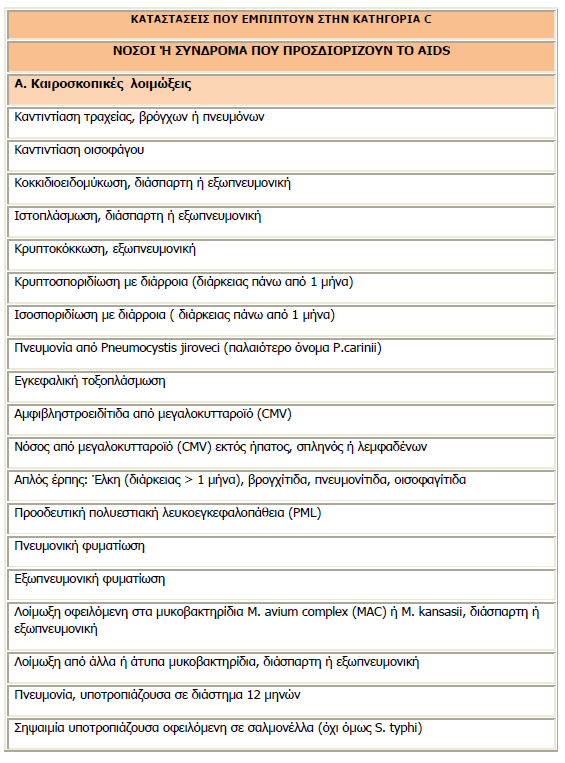 ΚΑΤΑΣΤΑΣΕΙΣ ΠΟΥ ΕΜΠΙΠΤΟΥΝ ΣΤΗΝ ΚΑΤΗΓΟΡΙΑ C
ΝΟΣΟΙ Ή ΣΥΝΔΡΟΜΑ ΠΟΥ ΠΡΟΣΔΙΟΡΙΖΟΥΝ ΤΟ AIDS
Α. Καιροσκοπικές λοιμώξεις
Καντιντίαση τραχείας, βρόγχων ή πνευμόνων
Καντιντίαση οισοφάγου
Κοκκιδιοειδομύκωση, διάσπαρτη ή εξωπνευμονική
Ιστοπλάσμωση, διάσπαρτη ή εξωπνευμονική
Κρυπτοκόκκωση, εξωπνευμονική
Κρυπτοσποριδίωση με διάρροια (διάρκειας πάνω από 1 μήνα)
Ισοσποριδίωση με διάρροια ( διάρκειας πάνω από 1 μήνα)
Πνευμονία από Pneumocystis jiroveci (παλαιότερο όνομα P.carinii)
Εγκεφαλική τοξοπλάσμωση
Αμφιβληστροειδίτιδα από μεγαλοκυτταροϊό (CMV)
Νόσος από μεγαλοκυτταροϊό (CMV) εκτός ήπατος, σπληνός ή λεμφαδένων
Απλός έρπης: Έλκη (διάρκειας > 1 μήνα), βρογχίτιδα, πνευμονίτιδα, οισοφαγίτιδα
Προοδευτική πολυεστιακή λευκοεγκεφαλοπάθεια (PML)
Πνευμονική φυματίωση
Εξωπνευμονική φυματίωση
Λοίμωξη οφειλόμενη στα μυκοβακτηρίδια M. avium complex (MAC) ή M. kansasii, διάσπαρτη ή
εξωπνευμονική
Λοίμωξη από άλλα ή άτυπα μυκοβακτηρίδια, διάσπαρτη ή εξωπνευμονική
Πνευμονία, υποτροπιάζουσα σε διάστημα 12 μηνών
Σηψαιμία υποτροπιάζουσα οφειλόμενη σε σαλμονέλλα (όχι όμως S. typhi)